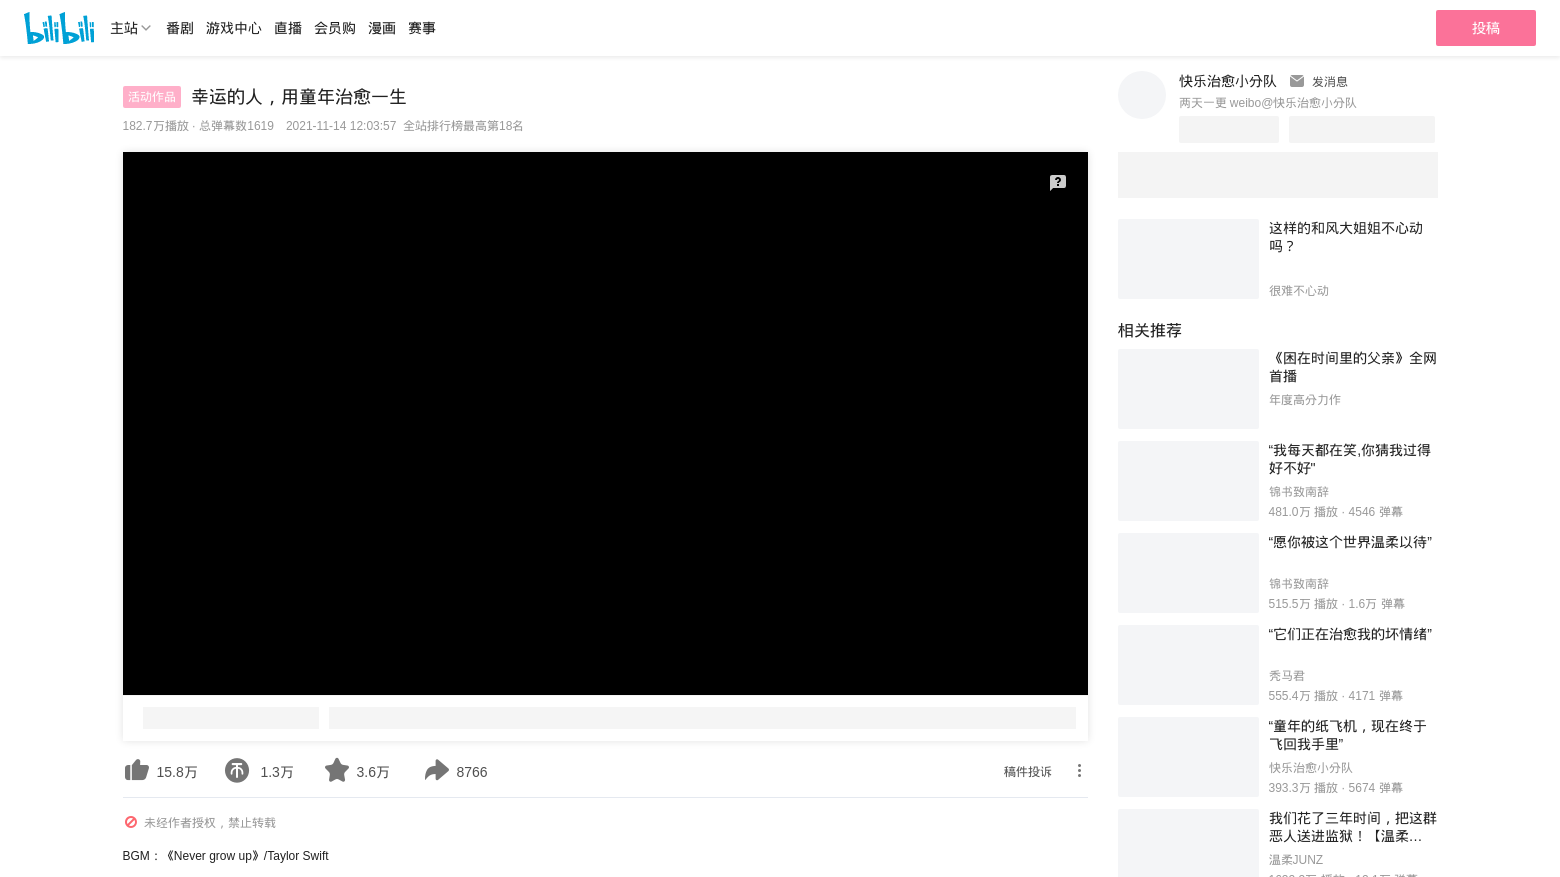 bilibili 主站 番剧 游戏中心 直播 会员购 漫画 赛事 投稿
活动作品 幸运的人，用童年治愈一生
182.7万播放 · 总弹幕数1619 2021-11-14 12:03:57 全站排行榜最高第18名
快乐治愈小分队 发消息
两天一更 weibo@快乐治愈小分队
这样的和风大姐姐不心动
吗？
很难不心动
相关推荐
《困在时间里的父亲》全网
首播
年度高分力作
“我每天都在笑,你猜我过得
好不好"
锦书致南辞
481.0万 播放 · 4546 弹幕
“愿你被这个世界温柔以待”
锦书致南辞
515.5万 播放 · 1.6万 弹幕
“它们正在治愈我的坏情绪”
秃马君
555.4万 播放 · 4171 弹幕
“童年的纸飞机，现在终于
飞回我手里”
快乐治愈小分队
393.3万 播放 · 5674 弹幕
我们花了三年时间，把这群
恶人送进监狱！【温柔…
温柔JUNZ
15.8万 1.3万 3.6万 8766 稿件投诉
未经作者授权，禁止转载
BGM：《Never grow up》/Taylor Swift